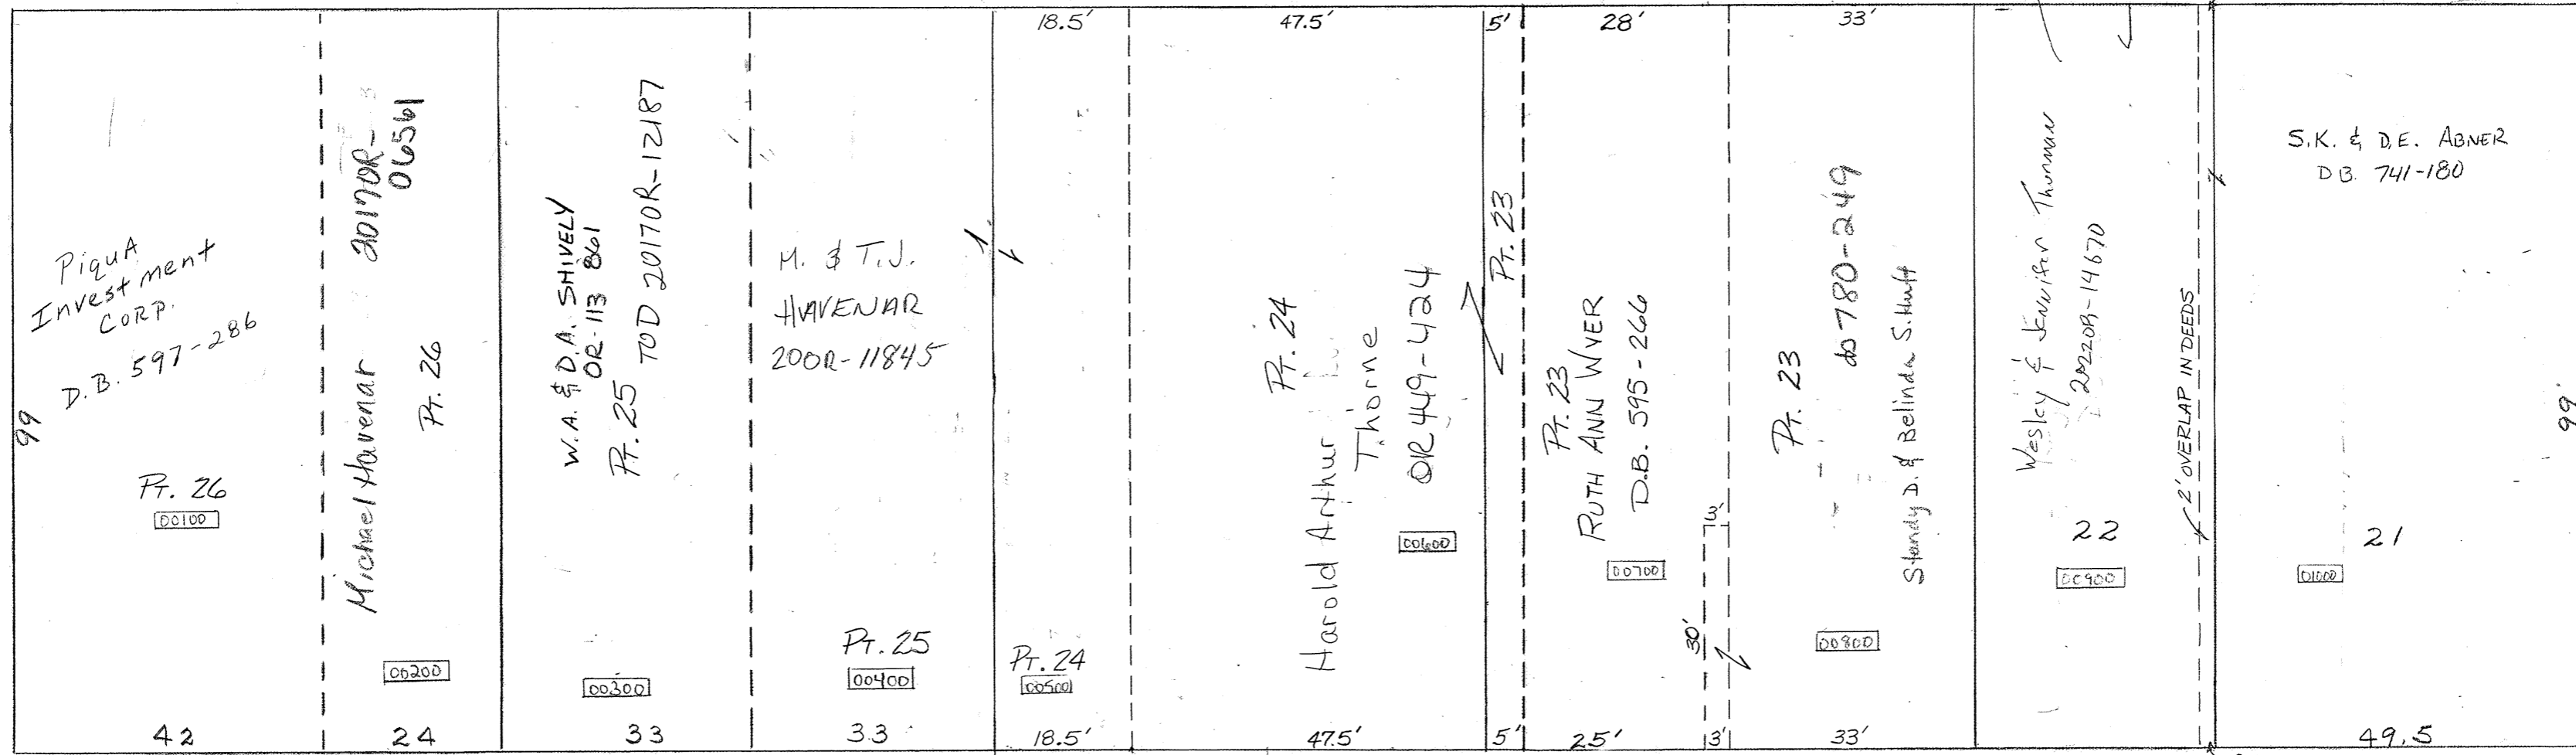 18.5'
47.5'
5'
28'
33'
99
PiquA
Investment
CORP.
D.B. 597-286
PT. 26
00100
42
Michael Havenar
2017OR-
06561
PT. 26
00200
24
W.A. & D.A. SHIVELY
OR-113 861
PT. 25
TOD 2017OR-12187
00300
33
M. & T.J.
HAVENAR
200R-11845
PT. 25
00400
33
PT. 24
00500
18.5'
PT. 24
Harold Arthur
Thorne
OR 449-424
00600
47.5'
PT. 23
5'
PT. 23
RUTH ANN WVER
D.B. 595-266
00700
3'
30'
25'
3'
PT. 23
780-249
D. & Belinda S.
00800
33'
Wesley & Jennifer Thurman
2022OR-14670
22
00900
2' OVERLAP IN DEEDS
S.K. & D.E. ABNER
D B. 741-180
21
01000
99'
49.5